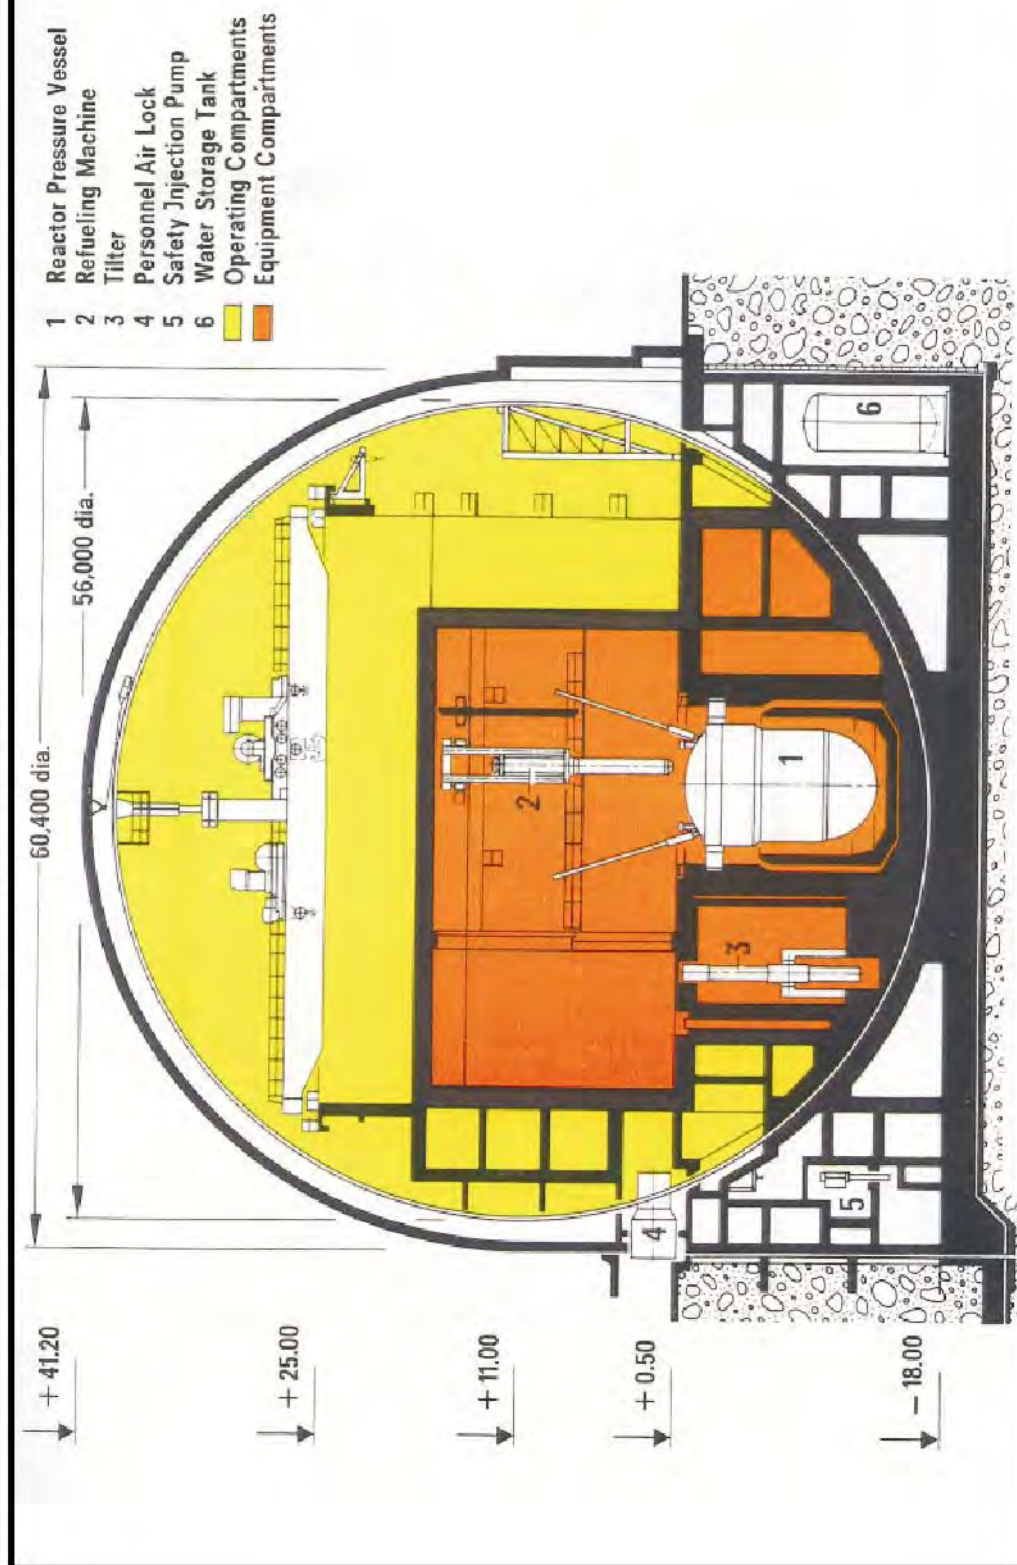 1 Reactor Pressure Vessel
2 Refueling Machine
3 Tilter
4 Personnel Air Lock
5 Safety Jnjection Pump
6 Water Storage Tank
Operating Compartments
Equipment Compartments
60,400 dia.
56,000 dia.
+ 41.20
+ 25.00
+ 11.00
+ 0.50
− 18.00
1
2
3
4
5
6